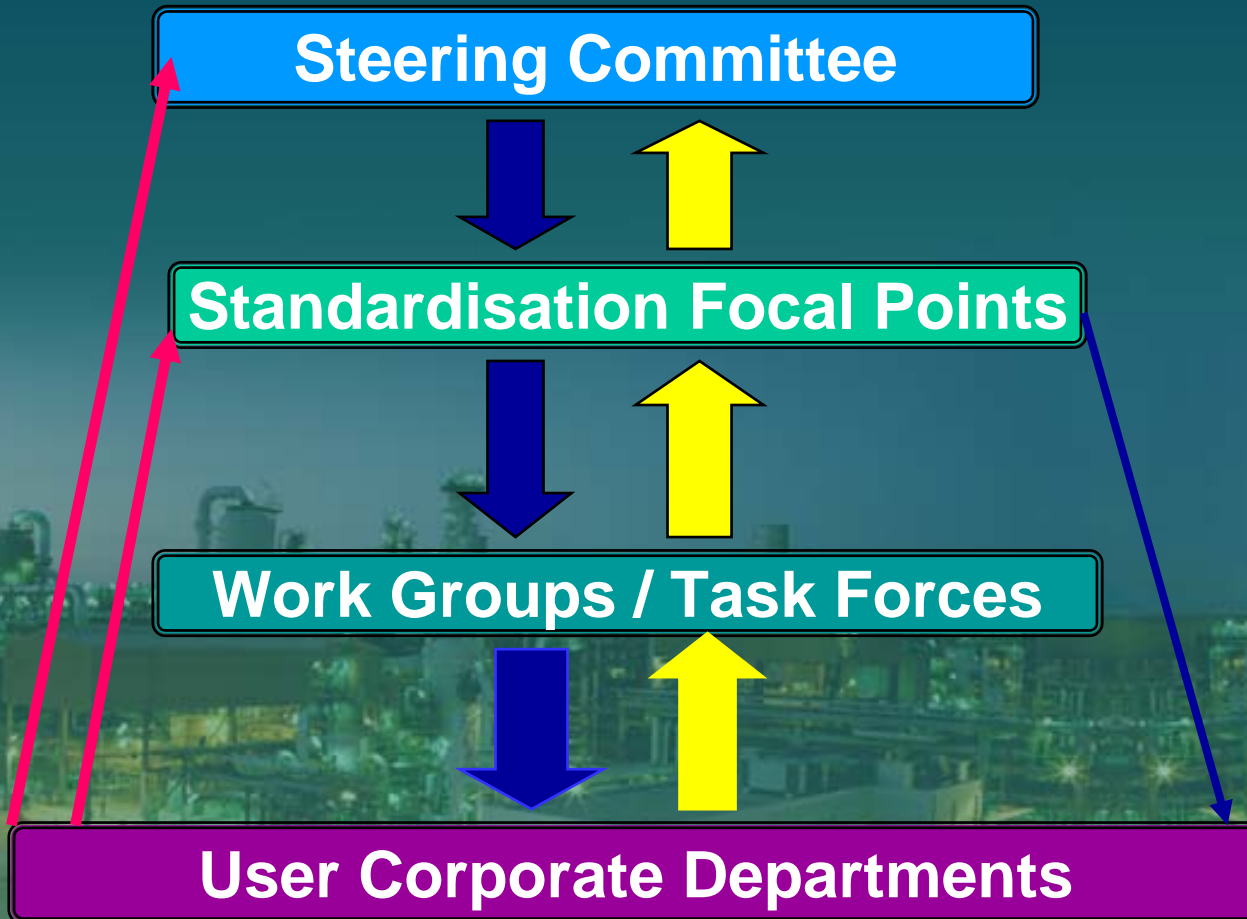 Steering Committee
Standardisation Focal Points
Work Groups / Task Forces
User Corporate Departments